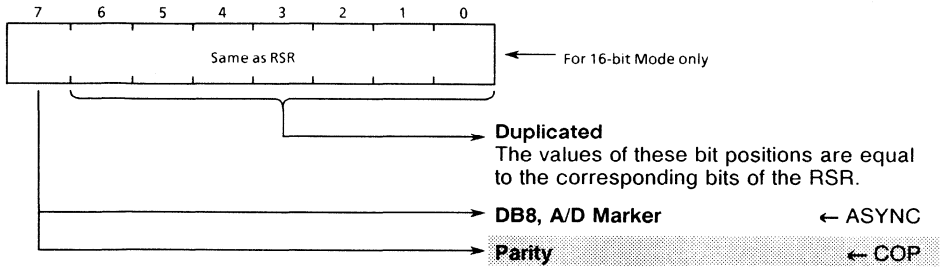 7 6 5 4 3 2 1 0
Same as RSR
For 16-bit Mode only
Duplicated
The values of these bit positions are equal
to the corresponding bits of the RSR.
DB8, A/D Marker ← ASYNC
Parity ← COP